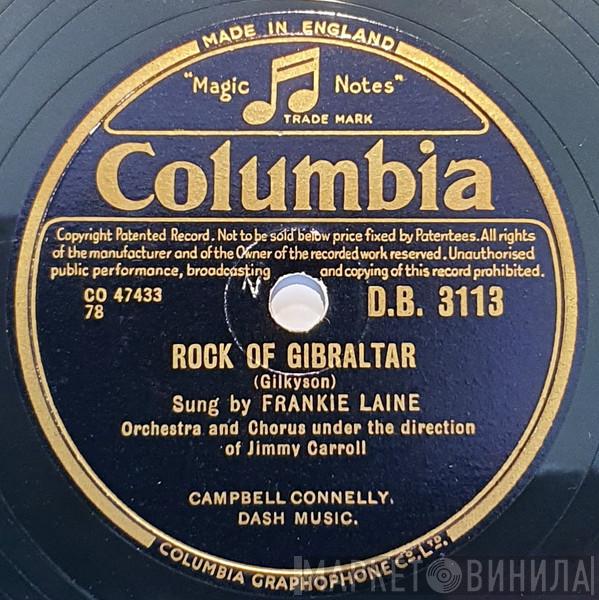 MADE IN ENGLAND
"Magic Notes"
TRADE MARK
Columbia
Copyright Patented Record. Not to be sold below price fixed by Patentees. All rights
of the manufacturer and of the Owner of the recorded work reserved. Unauthorised
public performance, broadcasting and copying of this record prohibited.
CO 47433
78
D.B. 3113
ROCK OF GIBRALTAR
(Gilkyson)
Sung by FRANKIE LAINE
Orchestra and Chorus under the direction
of Jimmy Carroll
CAMPBELL CONNELLY.
DASH MUSIC.
COLUMBIA GRAPHOPHONE CO. LTD.
МАРКЕТ ВИНИЛА